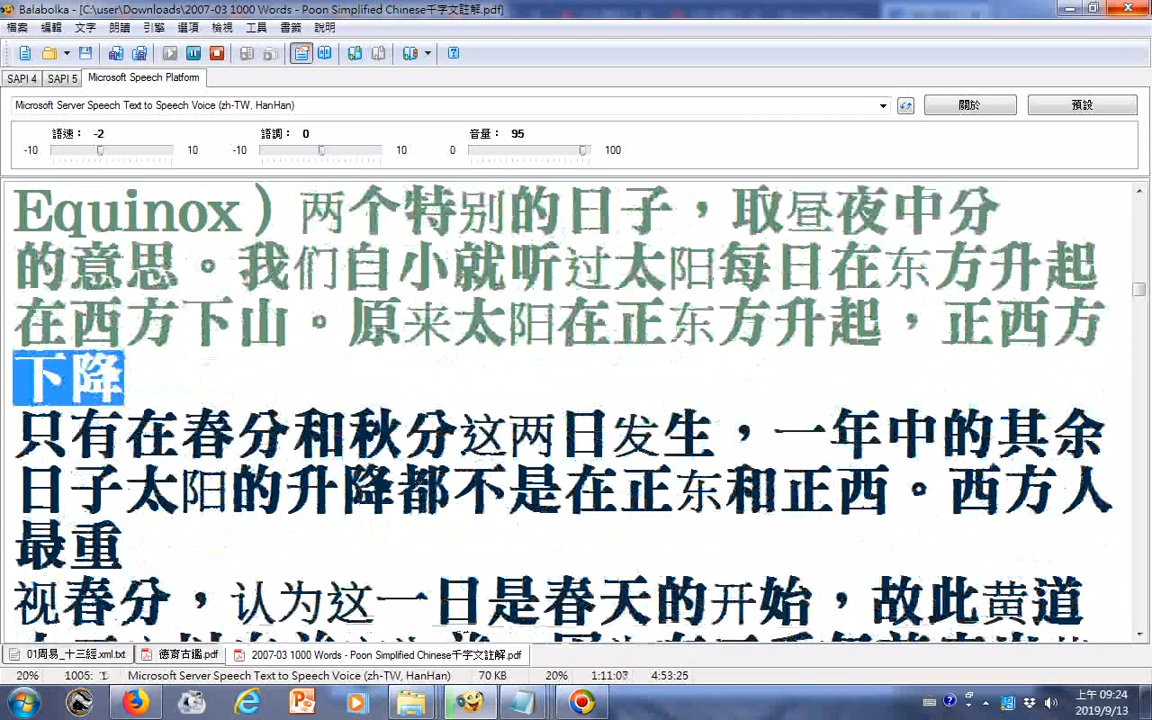 Balabolka - [C:\user\Downloads\2007-03 1000 Words - Poon Simplified Chinese千字文註解.pdf]
檔案 編輯 文字 朗讀 引擎 選項 檢視 工具 書籤 說明
SAPI 4 SAPI 5 Microsoft Speech Platform
Microsoft Server Speech Text to Speech Voice (zh-TW, HanHan) 關於 預設
語速： -2 語調： 0 音量： 95
-10 10 -10 10 0 100
Equinox）两个特别的日子，取昼夜中分
的意思。我们自小就听过太阳每日在东方升起
在西方下山。原来太阳在正东方升起，正西方
下降
只有在春分和秋分这两日发生，一年中的其余
日子太阳的升降都不是在正东和正西。西方人
最重
视春分，认为这一日是春天的开始，故此黄道
01周易_十三經.xml.txt 德育古鑑.pdf 2007-03 1000 Words - Poon Simplified Chinese千字文註解.pdf
20% 1005: 1 Microsoft Server Speech Text to Speech Voice (zh-TW, HanHan) 70 KB 20% 1:11:03 4:53:25
上午 09:24
2019/9/13